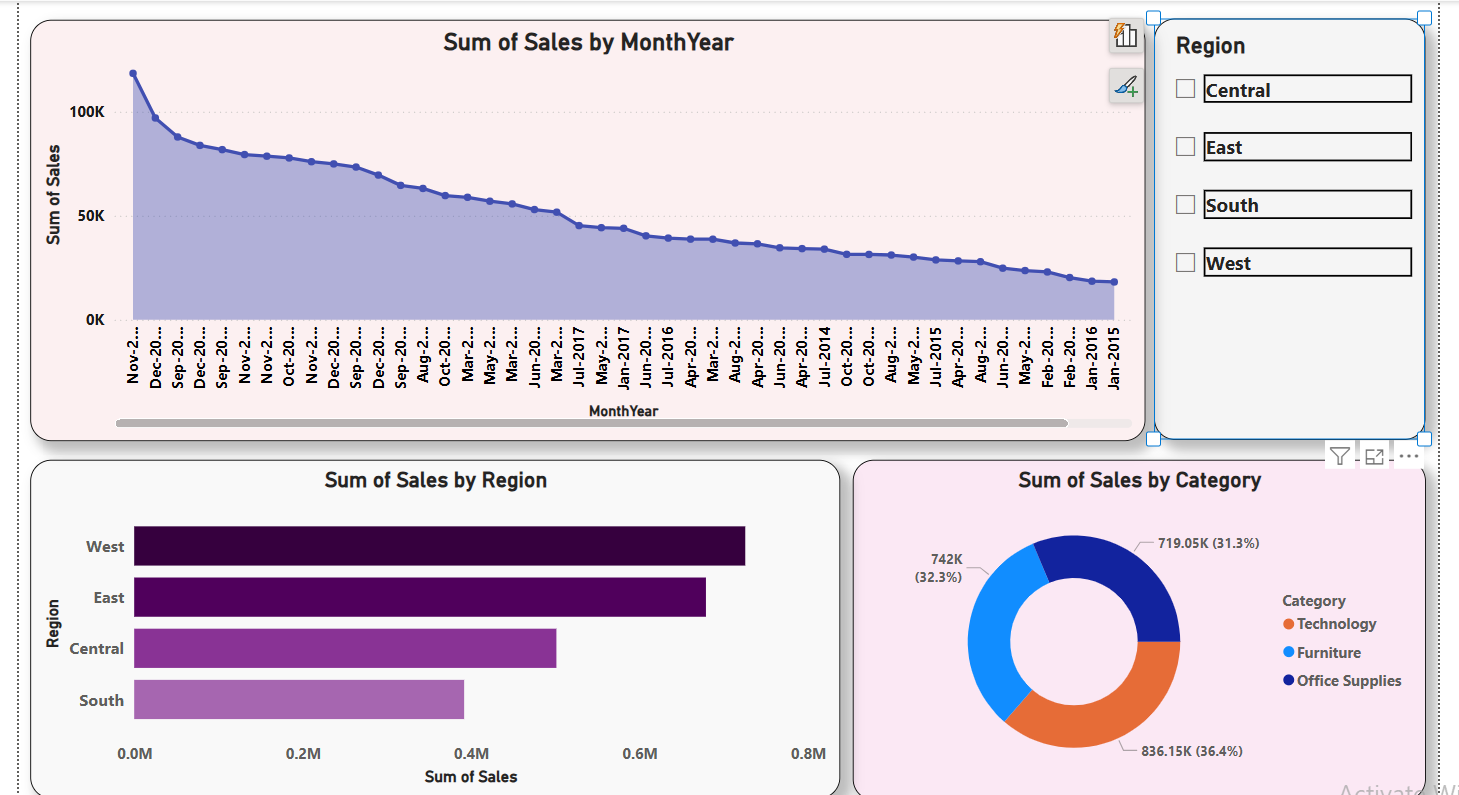 Sum of Sales by MonthYear
Sum of Sales
100K
50K
0K
Nov-2...
Dec-20...
Sep-20...
Dec-20...
Sep-20...
Nov-2...
Nov-2...
Oct-20...
Nov-2...
Dec-20...
Sep-20...
Dec-20...
Sep-20...
Aug-2...
Oct-20...
Mar-2...
May-2...
Mar-2...
Jun-20...
Mar-2...
Jul-2017
May-2...
Jan-2017
Jun-20...
Jul-2016
Apr-20...
Mar-2...
Aug-2...
Apr-20...
Jun-20...
Apr-20...
Jul-2014
Oct-20...
Oct-20...
Aug-2...
May-2...
Jul-2015
Apr-20...
Aug-2...
Jun-20...
May-2...
Feb-20...
Feb-20...
Jan-2016
Jan-2015
MonthYear
Region
Central
East
South
West
Sum of Sales by Region
Region
West
East
Central
South
0.0M 0.2M 0.4M 0.6M 0.8M
Sum of Sales
Sum of Sales by Category
719.05K (31.3%)
742K
(32.3%)
836.15K (36.4%)
Category
Technology
Furniture
Office Supplies
Activate Wi